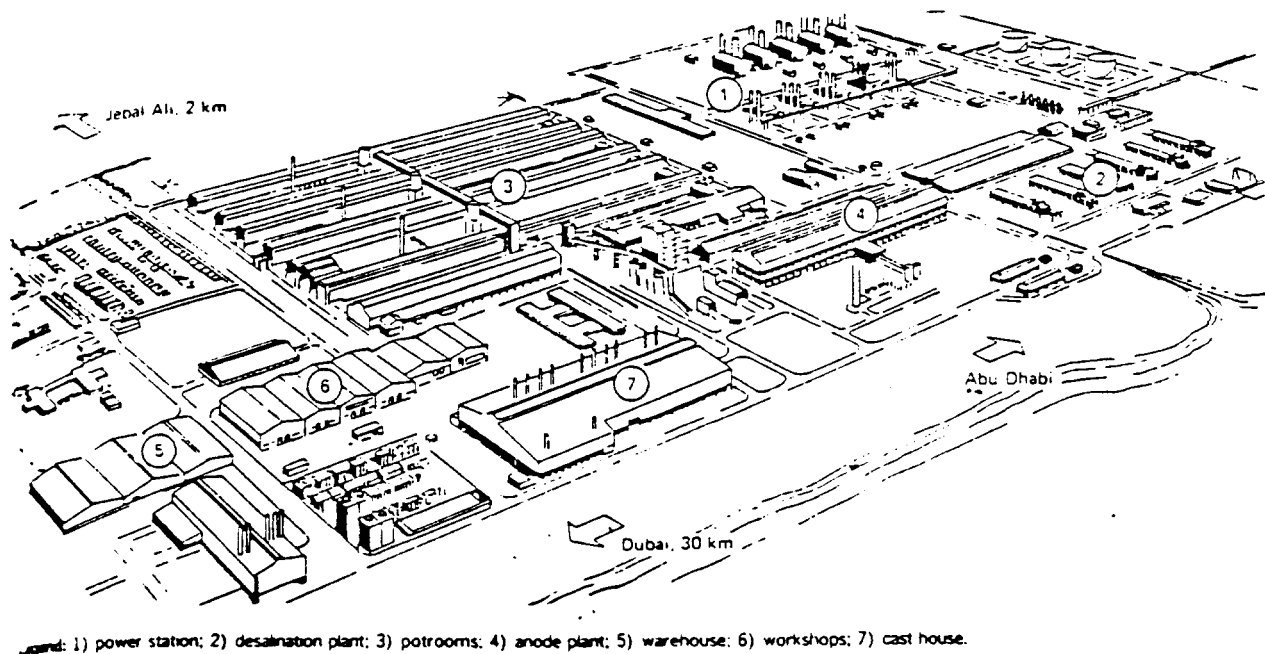 1
Jebal Ali, 2 km
3
2
4
6
7
Abu Dhabi
5
Dubai, 30 km
1) power station; 2) desalination plant; 3) potrooms; 4) anode plant; 5) warehouse; 6) workshops; 7) cast house.